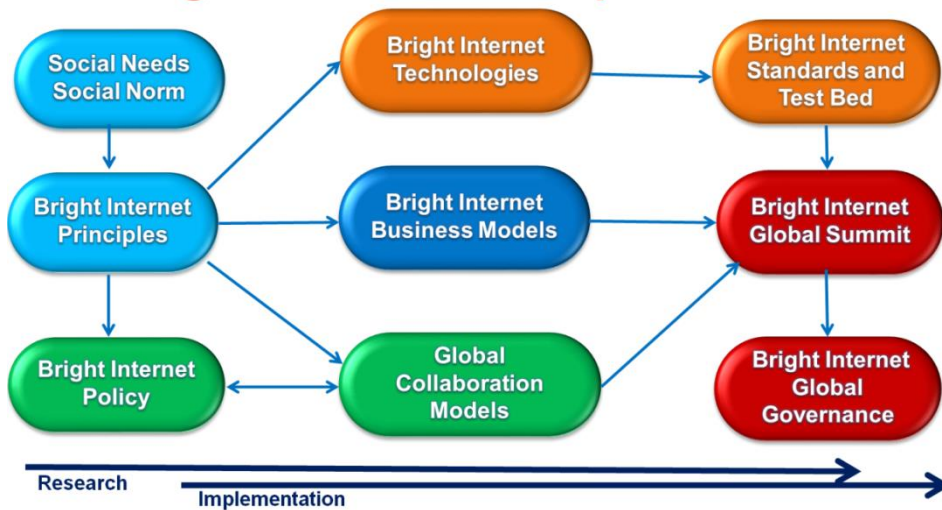 Social Needs
Social Norm
Bright Internet
Technologies
Bright Internet
Standards and
Test Bed
Bright Internet
Principles
Bright Internet
Business Models
Bright Internet
Global Summit
Bright Internet
Policy
Global
Collaboration
Models
Bright Internet
Global
Governance
Research
Implementation